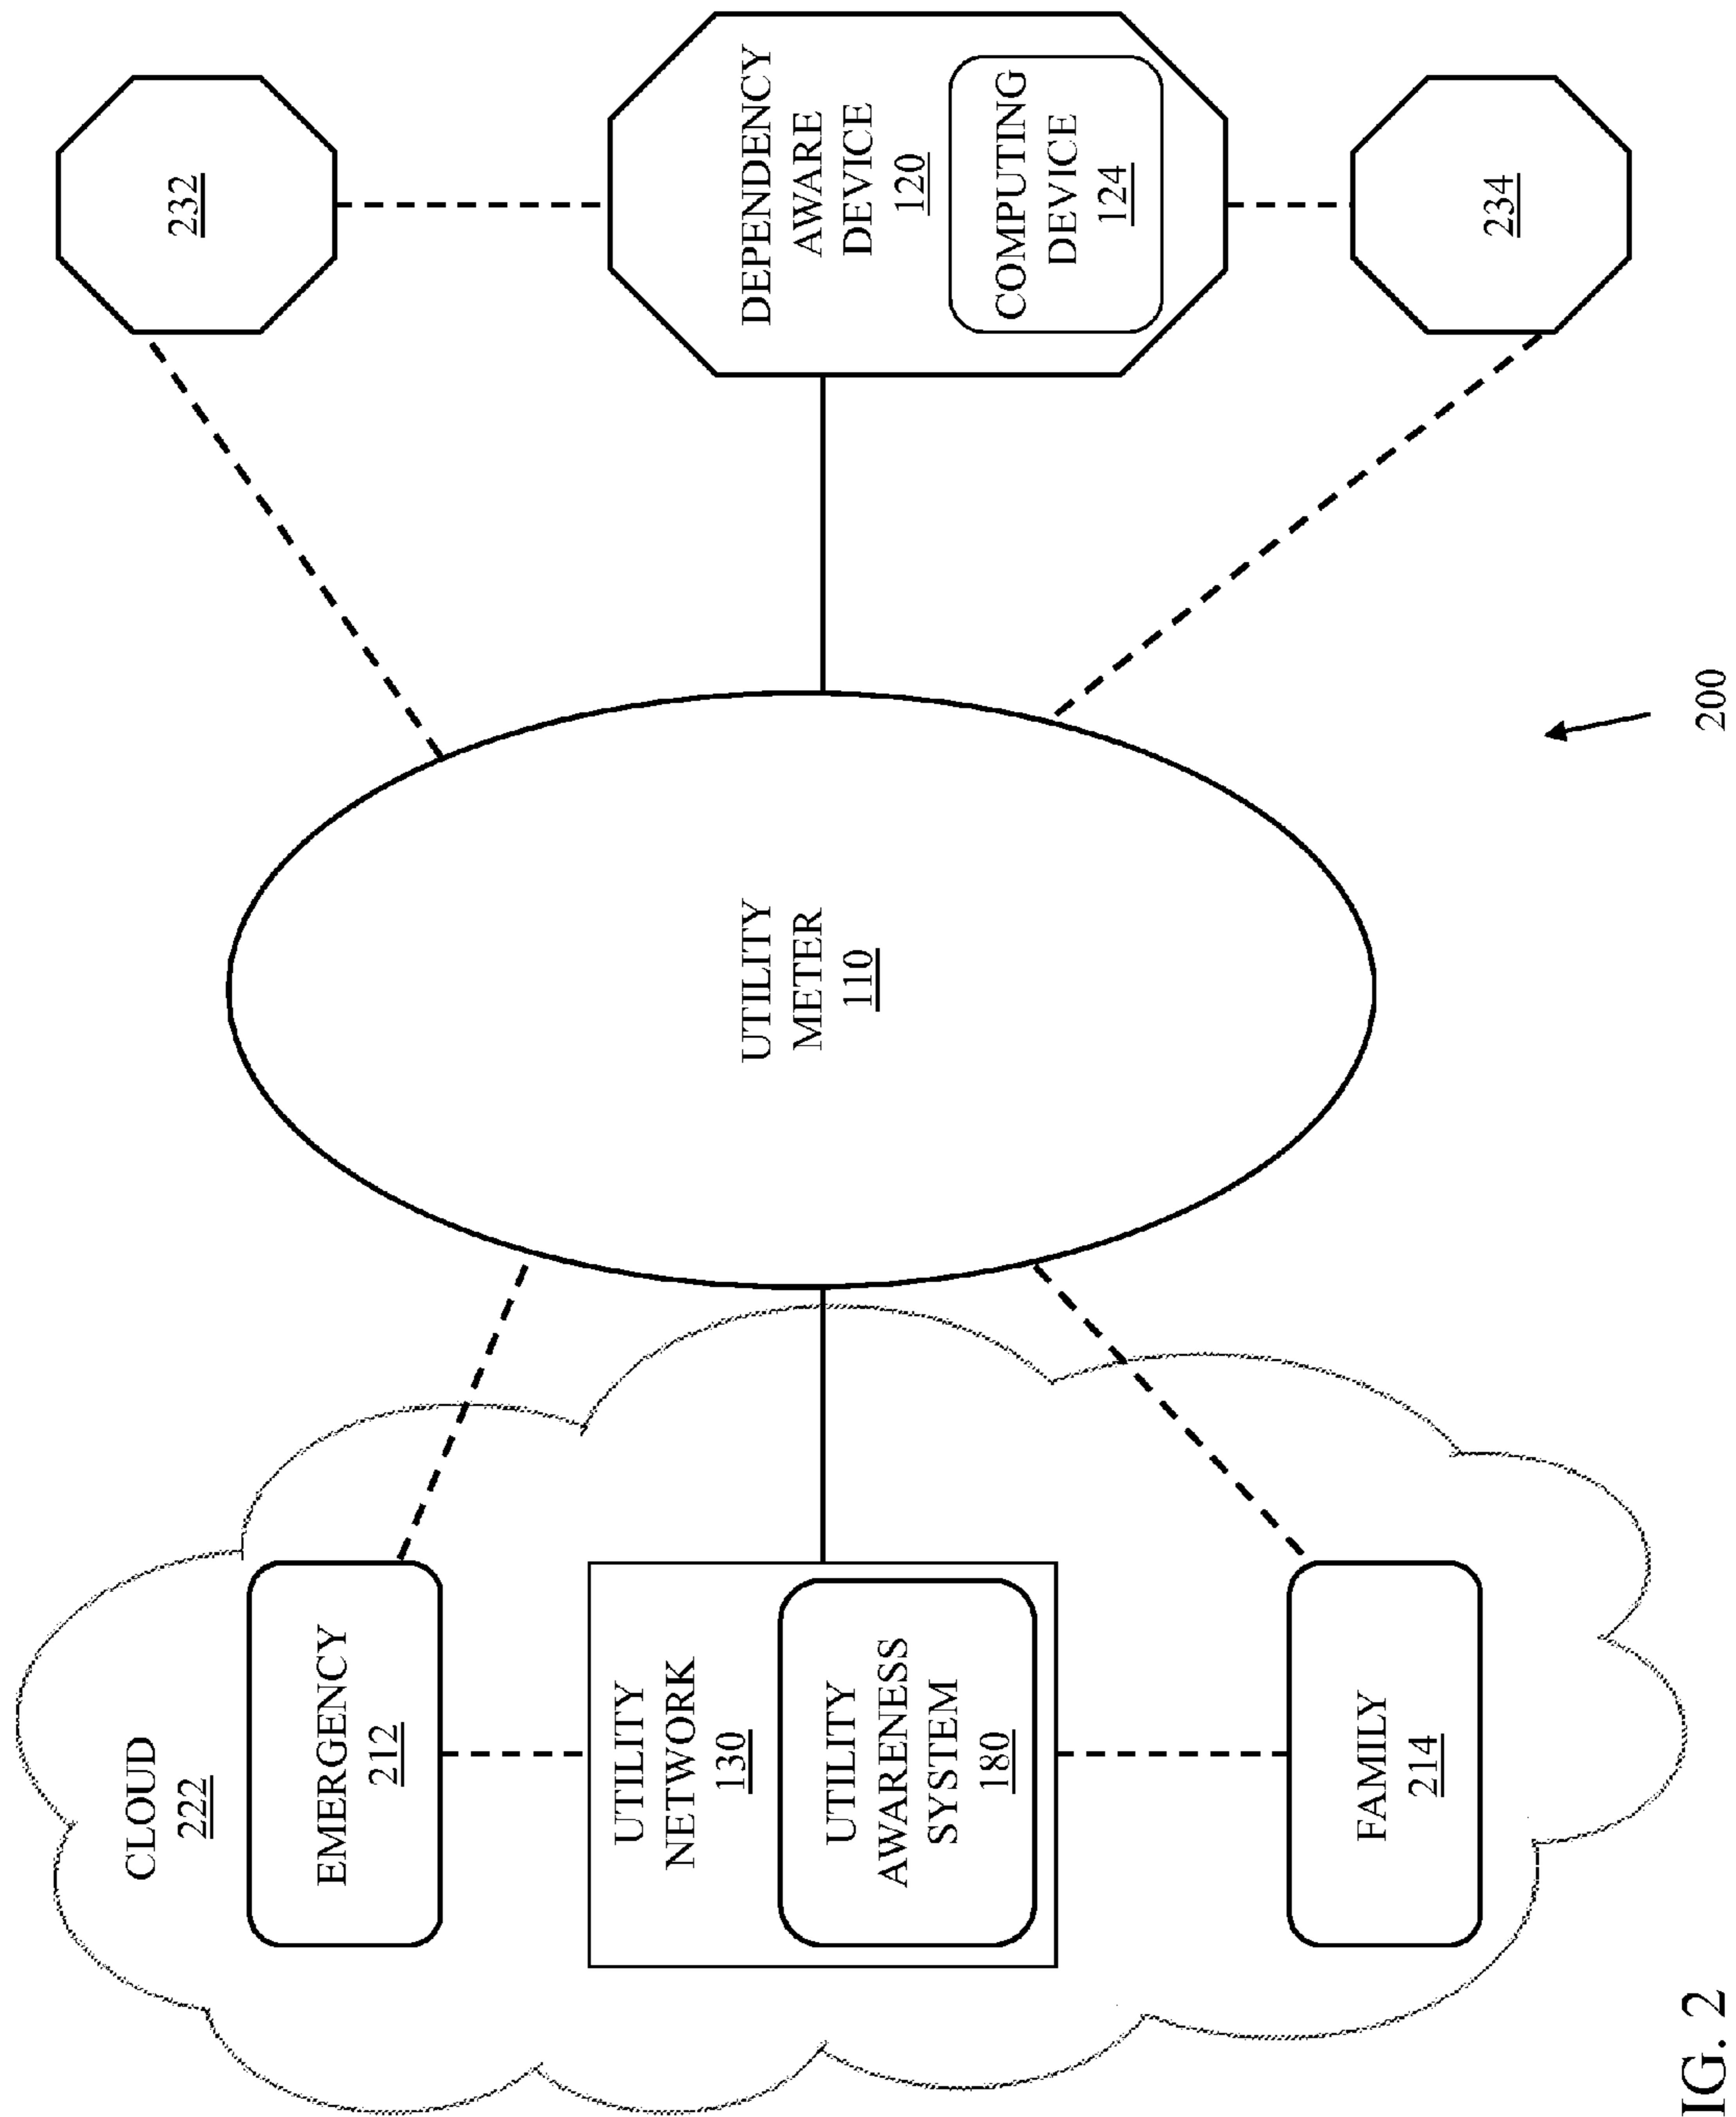 CLOUD
222
EMERGENCY
212
UTILITY
NETWORK
130
UTILITY
AWARENESS
SYSTEM
180
FAMILY
214
UTILITY
METER
110
232
DEPENDENCY
AWARE
DEVICE
120
COMPUTING
DEVICE
124
234
200
IG. 2